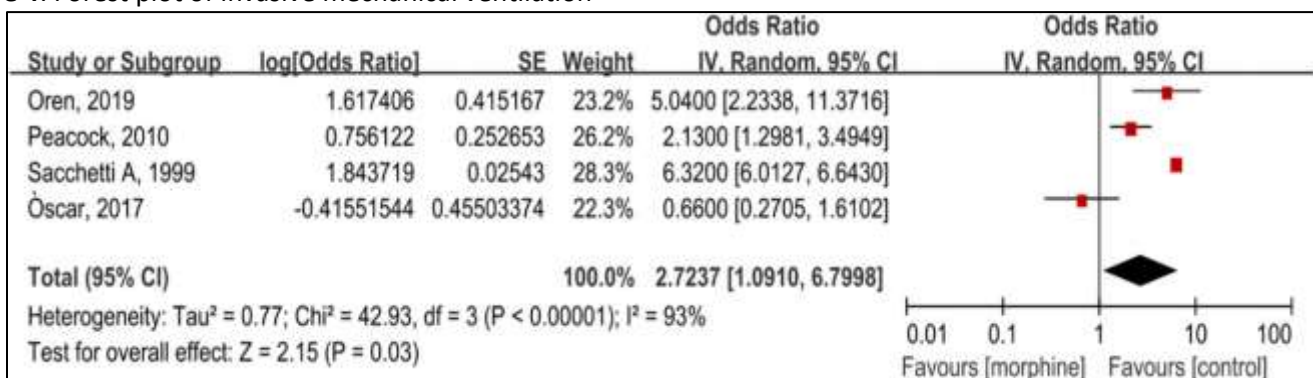 Odds Ratio Odds Ratio
Study or Subgroup log[Odds Ratio] SE Weight IV, Random, 95% CI IV, Random, 95% CI
Oren, 2019 1.617406 0.415167 23.2% 5.0400 [2.2338, 11.3716]
Peacock, 2010 0.756122 0.252653 26.2% 2.1300 [1.2981, 3.4949]
Sacchetti A, 1999 1.843719 0.02543 28.3% 6.3200 [6.0127, 6.6430]
Òscar, 2017 -0.41551544 0.45503374 22.3% 0.6600 [0.2705, 1.6102]
Total (95% CI) 100.0% 2.7237 [1.0910, 6.7998]
Heterogeneity: Tau² = 0.77; Chi² = 42.93, df = 3 (P < 0.00001); I² = 93%
Test for overall effect: Z = 2.15 (P = 0.03)
0.01 0.1 1 10 100
Favours [morphine] Favours [control]